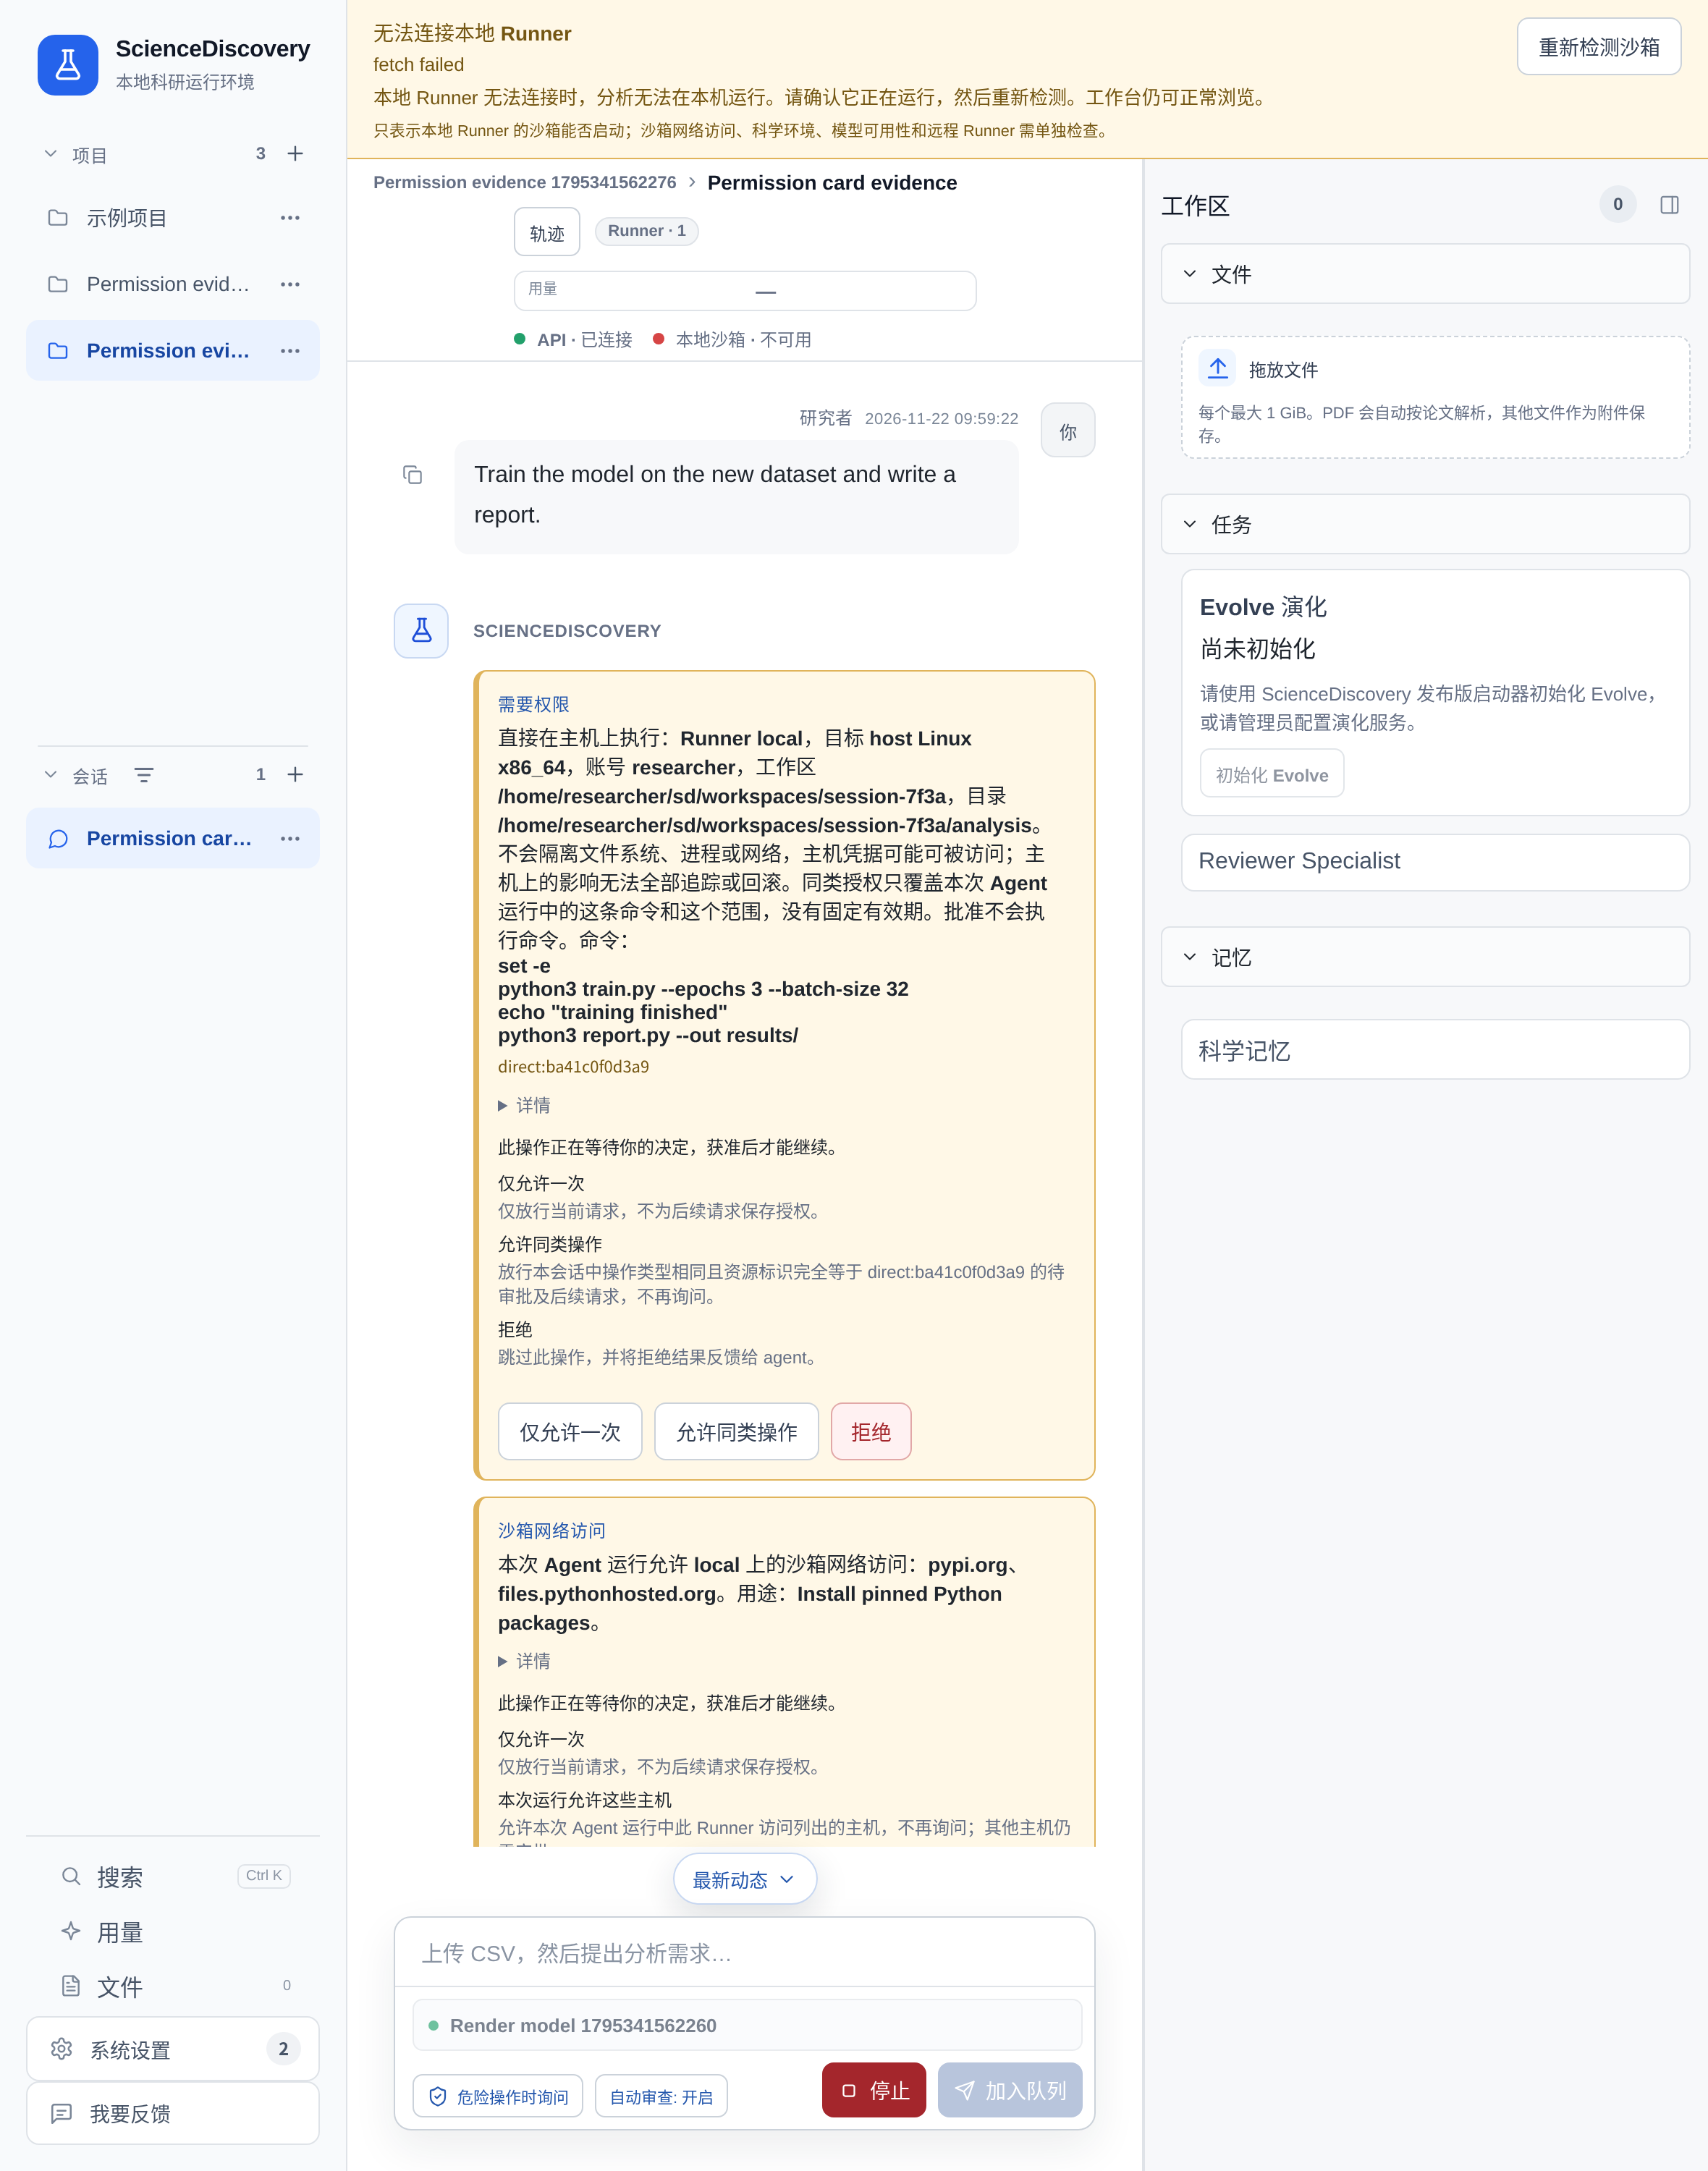 ScienceDiscovery
本地科研运行环境
项目
3
示例项目
Permission evid...
Permission evi...
会话
1
Permission car...
搜索
Ctrl K
用量
文件
0
系统设置
2
我要反馈
无法连接本地 Runner
fetch failed
本地 Runner 无法连接时，分析无法在本机运行。请确认它正在运行，然后重新检测。工作台仍可正常浏览。
只表示本地 Runner 的沙箱能否启动；沙箱网络访问、科学环境、模型可用性和远程 Runner 需单独检查。
重新检测沙箱
Permission evidence 1795341562276 › Permission card evidence
轨迹
Runner · 1
用量
—
API · 已连接
本地沙箱 · 不可用
研究者 2026-11-22 09:59:22
你
Train the model on the new dataset and write a
report.
SCIENCEDISCOVERY
需要权限
直接在主机上执行：Runner local，目标 host Linux
x86_64，账号 researcher，工作区
/home/researcher/sd/workspaces/session-7f3a，目录
/home/researcher/sd/workspaces/session-7f3a/analysis。
不会隔离文件系统、进程或网络，主机凭据可能可被访问；主
机上的影响无法全部追踪或回滚。同类授权只覆盖本次 Agent
运行中的这条命令和这个范围，没有固定有效期。批准不会执
行命令。命令：
set -e
python3 train.py --epochs 3 --batch-size 32
echo "training finished"
python3 report.py --out results/
direct:ba41c0f0d3a9
详情
此操作正在等待你的决定，获准后才能继续。
仅允许一次
仅放行当前请求，不为后续请求保存授权。
允许同类操作
放行本会话中操作类型相同且资源标识完全等于 direct:ba41c0f0d3a9 的待
审批及后续请求，不再询问。
拒绝
跳过此操作，并将拒绝结果反馈给 agent。
仅允许一次
允许同类操作
拒绝
沙箱网络访问
本次 Agent 运行允许 local 上的沙箱网络访问：pypi.org、
files.pythonhosted.org。用途：Install pinned Python
packages。
详情
此操作正在等待你的决定，获准后才能继续。
仅允许一次
仅放行当前请求，不为后续请求保存授权。
本次运行允许这些主机
允许本次 Agent 运行中此 Runner 访问列出的主机，不再询问；其他主机仍
最新动态
上传 CSV，然后提出分析需求…
Render model 1795341562260
危险操作时询问
自动审查: 开启
停止
加入队列
工作区
0
文件
拖放文件
每个最大 1 GiB。PDF 会自动按论文解析，其他文件作为附件保
存。
任务
Evolve 演化
尚未初始化
请使用 ScienceDiscovery 发布版启动器初始化 Evolve，
或请管理员配置演化服务。
初始化 Evolve
Reviewer Specialist
记忆
科学记忆